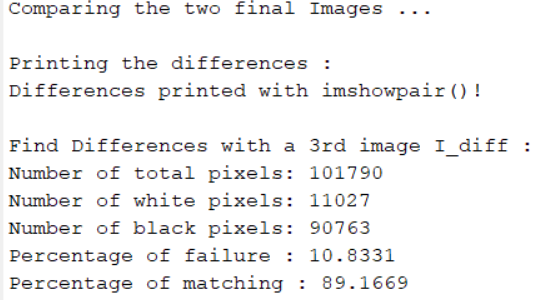 Comparing the two final Images ...
Printing the differences :
Differences printed with imshowpair()!
Find Differences with a 3rd image I_diff :
Number of total pixels: 101790
Number of white pixels: 11027
Number of black pixels: 90763
Percentage of failure : 10.8331
Percentage of matching : 89.1669